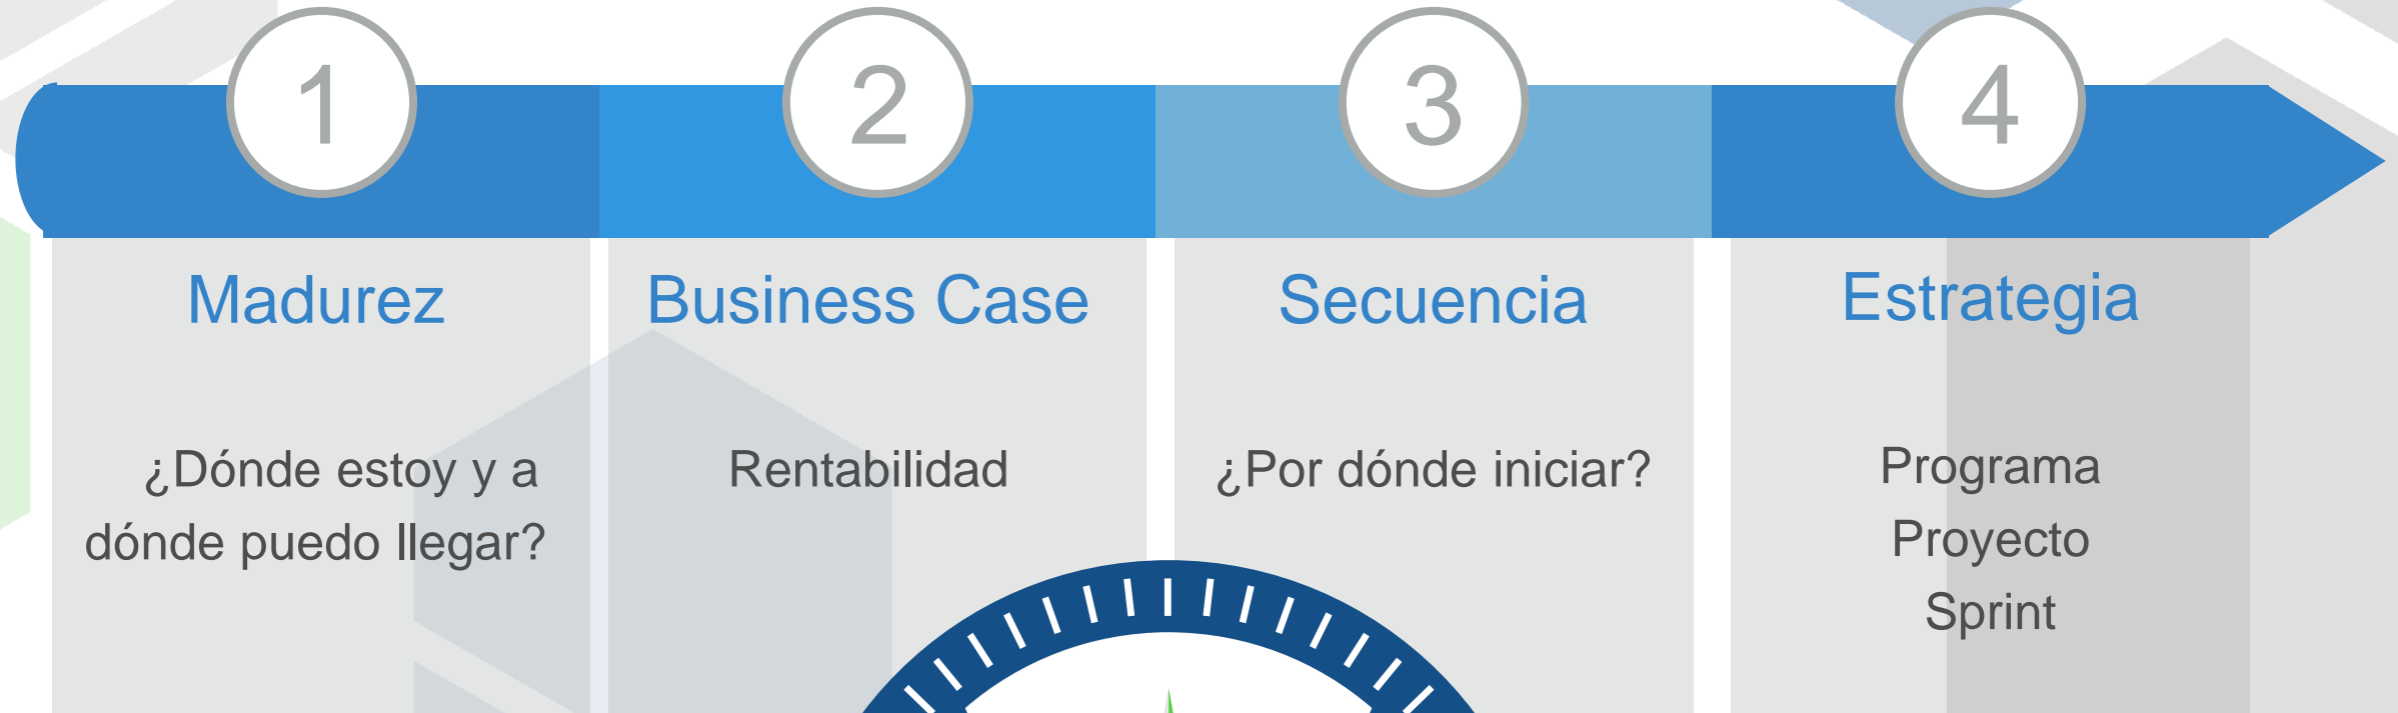 1
2
3
4
Madurez
Business Case
Secuencia
Estrategia
¿Dónde estoy y a
dónde puedo llegar?
Rentabilidad
¿Por dónde iniciar?
Programa
Proyecto
Sprint